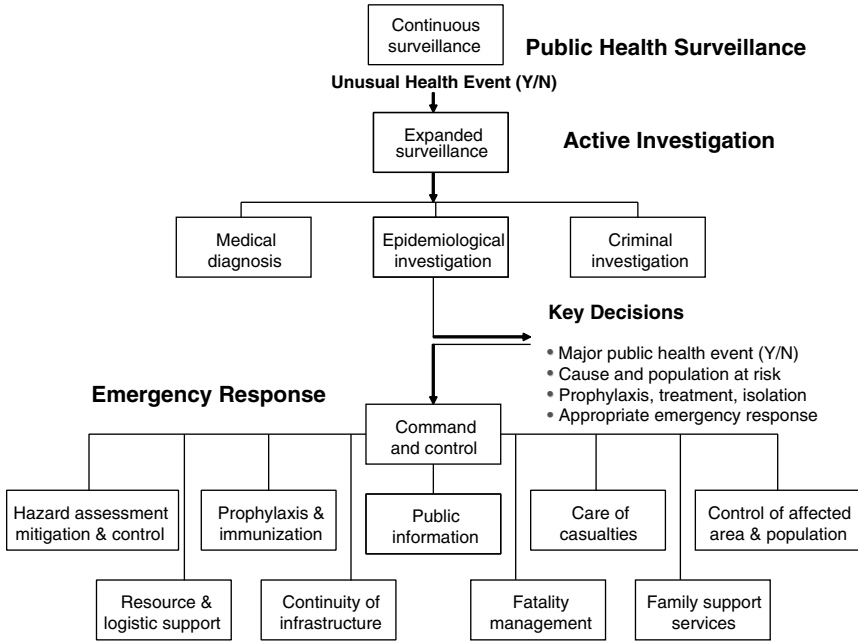 Continuous
surveillance
Public Health Surveillance
Unusual Health Event (Y/N)
Expanded
surveillance
Active Investigation
Medical
diagnosis
Epidemiological
investigation
Criminal
investigation
Key Decisions
• Major public health event (Y/N)
• Cause and population at risk
• Prophylaxis, treatment, isolation
• Appropriate emergency response
Emergency Response
Command
and control
Hazard assessment
mitigation & control
Prophylaxis &
immunization
Public
information
Care of
casualties
Control of affected
area & population
Resource &
logistic support
Continuity of
infrastructure
Fatality
management
Family support
services